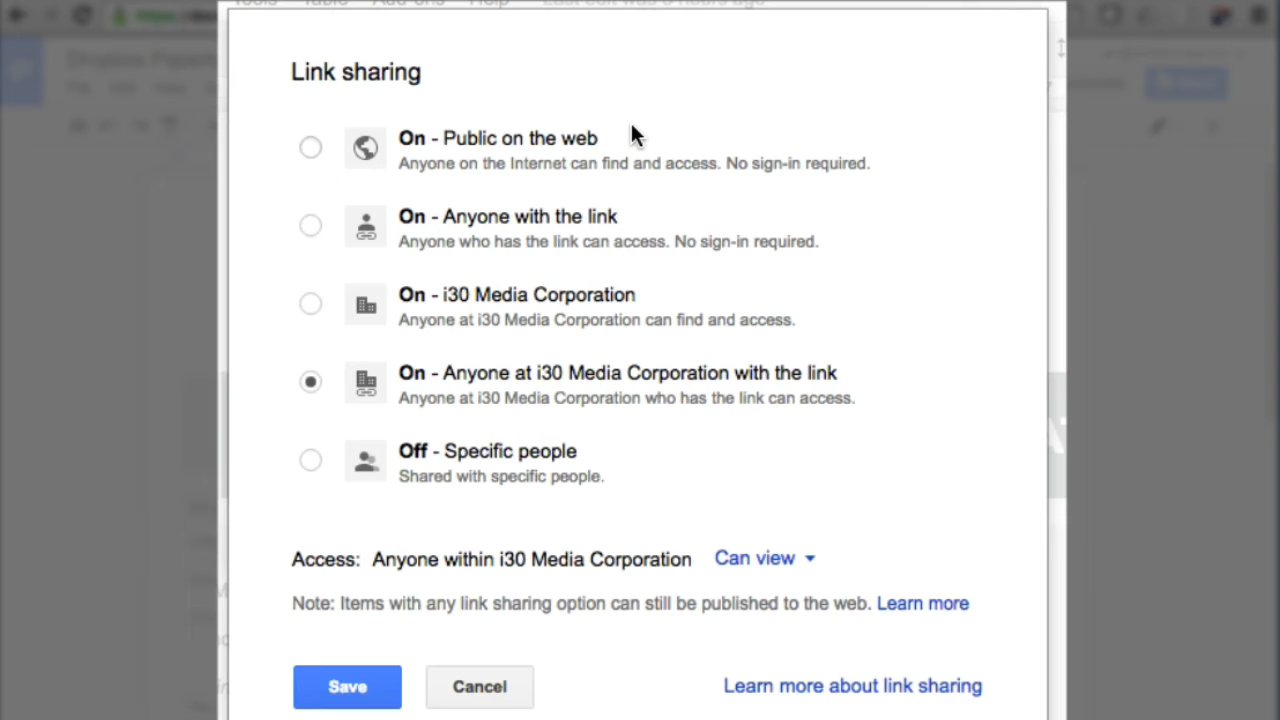 Link sharing
On - Public on the web
Anyone on the Internet can find and access. No sign-in required.
On - Anyone with the link
Anyone who has the link can access. No sign-in required.
On - i30 Media Corporation
Anyone at i30 Media Corporation can find and access.
On - Anyone at i30 Media Corporation with the link
Anyone at i30 Media Corporation who has the link can access.
Off - Specific people
Shared with specific people.
Access: Anyone within i30 Media Corporation Can view
Note: Items with any link sharing option can still be published to the web. Learn more
Save Cancel Learn more about link sharing